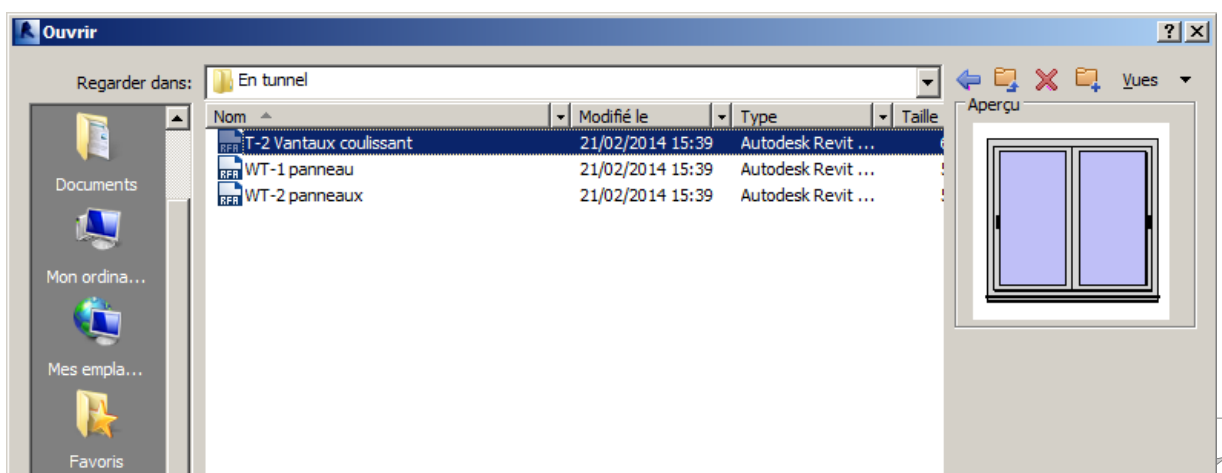 Ouvrir
Regarder dans: En tunnel Vues
Nom Modifié le Type Taille Aperçu
T-2 Vantaux coulissant 21/02/2014 15:39 Autodesk Revit ...
WT-1 panneau 21/02/2014 15:39 Autodesk Revit ...
WT-2 panneaux 21/02/2014 15:39 Autodesk Revit ...
Documents
Mon ordina...
Mes empla...
Favoris